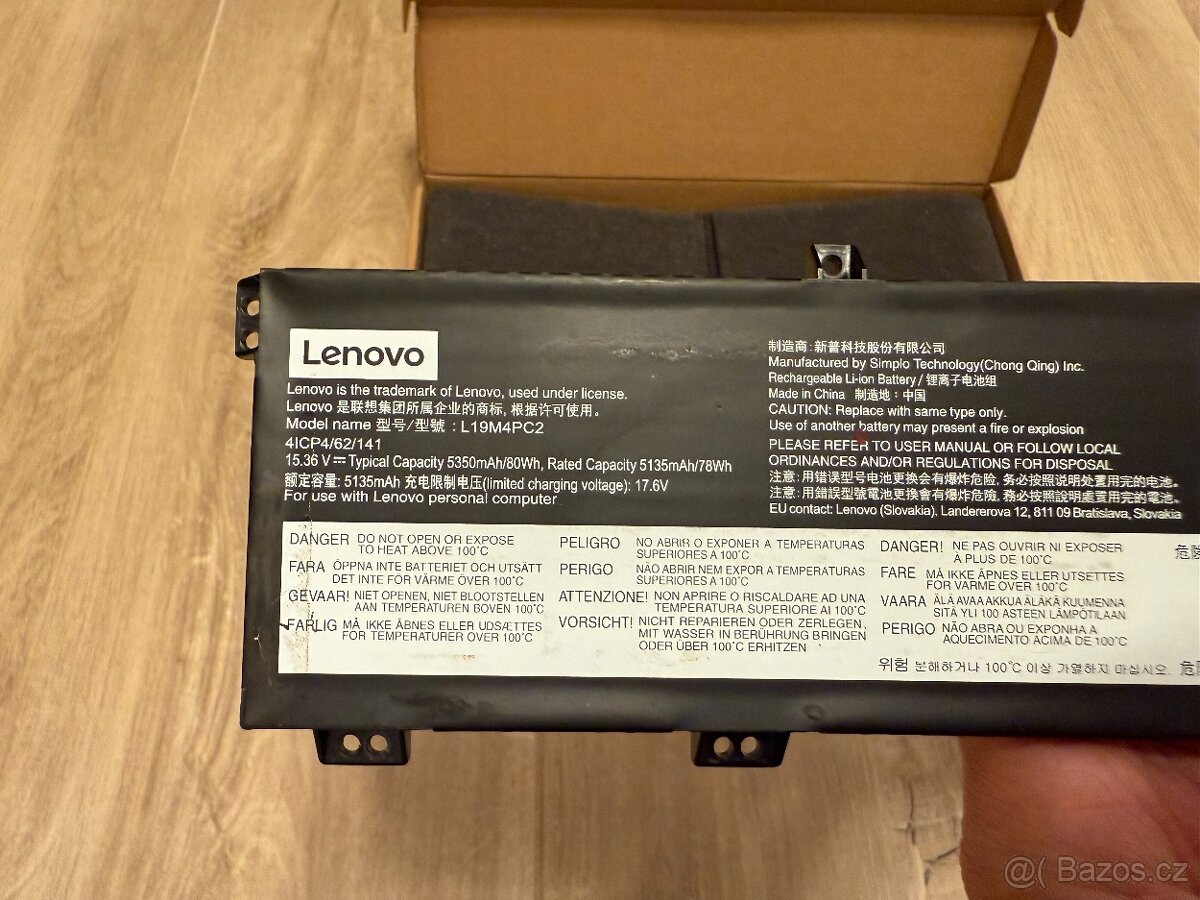 Lenovo
Lenovo is the trademark of Lenovo, used under license.
Lenovo 是联想集团所属企业的商标, 根据许可使用。
Model name 型号/型號 : L19M4PC2
4ICP4/62/141
15.36 V⎓ Typical Capacity 5350mAh/80Wh, Rated Capacity 5135mAh/78Wh
额定容量: 5135mAh 充电限制电压(limited charging voltage): 17.6V
For use with Lenovo personal computer
制造商: 新普科技股份有限公司
Manufactured by Simplo Technology(Chong Qing) Inc.
Rechargeable Li-ion Battery / 锂离子电池组
Made in China 制造地 : 中国
CAUTION: Replace with same type only.
Use of another battery may present a fire or explosion
PLEASE REFER TO USER MANUAL OR FOLLOW LOCAL
ORDINANCES AND/OR REGULATIONS FOR DISPOSAL
注意: 用错误型号电池更换会有爆炸危险, 务必按照说明处置用完的电池。
注意: 用錯誤型號電池更換會有爆炸危險, 務必按照說明處置用完的電池。
EU contact: Lenovo (Slovakia), Landererova 12, 811 09 Bratislava, Slovakia
DANGER DO NOT OPEN OR EXPOSE
TO HEAT ABOVE 100°C
FARA ÖPPNA INTE BATTERIET OCH UTSÄTT
DET INTE FÖR VÄRME ÖVER 100°C
GEVAAR! NIET OPENEN, NIET BLOOTSTELLEN
AAN TEMPERATUREN BOVEN 100°C
FARLIG MÅ IKKE ÅBNES ELLER UDSÆTTES
FOR TEMPERATURER OVER 100°C
PELIGRO NO ABRIR O EXPONER A TEMPERATURAS
SUPERIORES A 100°C
PERIGO NÃO ABRIR NEM EXPOR A TEMPERATURAS
SUPERIORES A 100°C
ATTENZIONE! NON APRIRE O RISCALDARE AD UNA
TEMPERATURA SUPERIORE AI 100°C
VORSICHT! NICHT REPARIEREN ODER ZERLEGEN,
MIT WASSER IN BERÜHRUNG BRINGEN
ODER ÜBER 100°C ERHITZEN
DANGER! NE PAS OUVRIR NI EXPOSER
À PLUS DE 100°C
FARE MÅ IKKE ÅPNES ELLER UTSETTES
FOR VARME OVER 100°C
VAARA ÄLÄ AVAA AKKUA ÄLÄKÄ KUUMENNA
SITÄ YLI 100 ASTEEN LÄMPÖTILAAN
PERIGO NÃO ABRA OU EXPONHA A
AQUECIMENTO ACIMA DE 100°C
위험 분해하거나 100°C 이상 가열하지 마십시오.
@( Bazos.cz